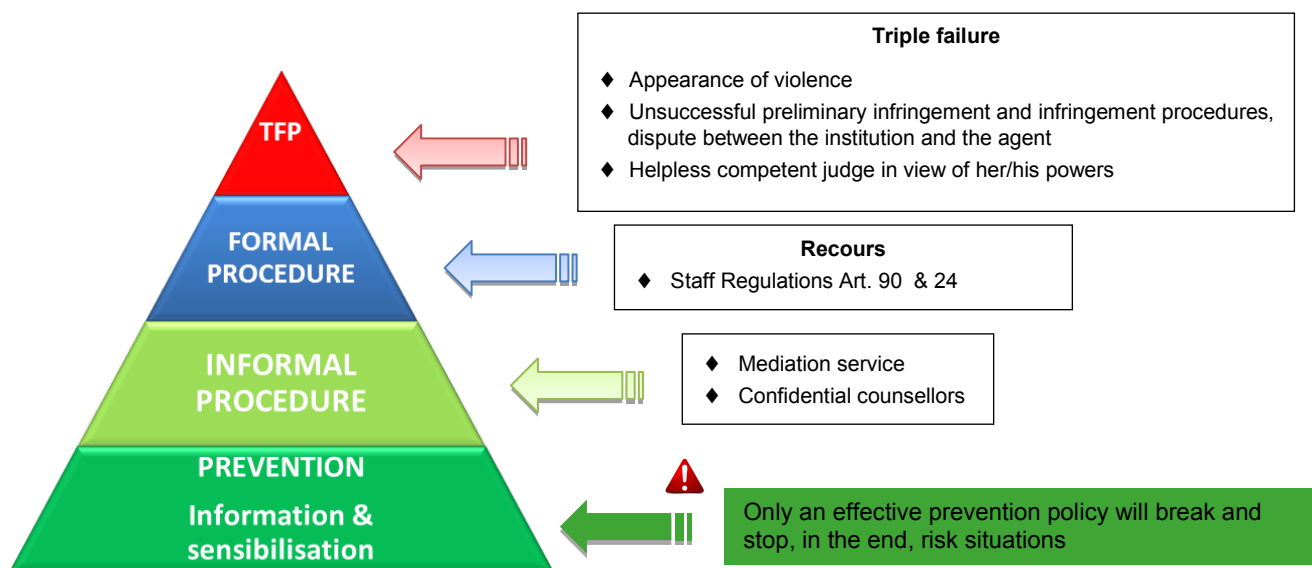 Triple failure
♦ Appearance of violence
♦ Unsuccessful preliminary infringement and infringement procedures,
dispute between the institution and the agent
♦ Helpless competent judge in view of her/his powers
TFP
FORMAL
PROCEDURE
Recours
♦ Staff Regulations Art. 90 & 24
INFORMAL
PROCEDURE
♦ Mediation service
♦ Confidential counsellors
PREVENTION
Information &
sensibilisation
!
Only an effective prevention policy will break and
stop, in the end, risk situations